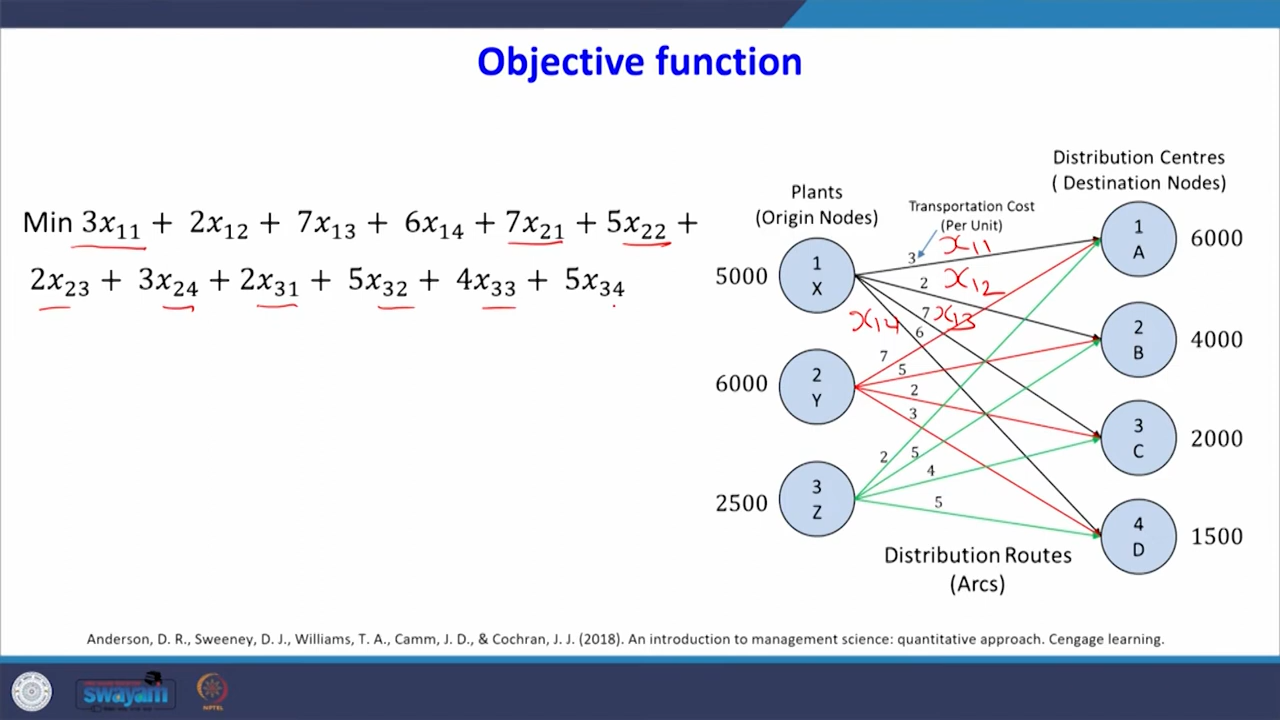 Objective function
Min 3x₁₁ + 2x₁₂ + 7x₁₃ + 6x₁₄ + 7x₂₁ + 5x₂₂ +
2x₂₃ + 3x₂₄ + 2x₃₁ + 5x₃₂ + 4x₃₃ + 5x₃₄
Plants
(Origin Nodes)
Transportation Cost
(Per Unit)
Distribution Centres
( Destination Nodes)
5000
1
X
6000
2
Y
2500
3
Z
3 x₁₁
2 x₁₂
7 x₁₃
x₁₄ 6
7
5
2
3
2
5
4
5
1
A
6000
2
B
4000
3
C
2000
4
D
1500
Distribution Routes
(Arcs)
Anderson, D. R., Sweeney, D. J., Williams, T. A., Camm, J. D., & Cochran, J. J. (2018). An introduction to management science: quantitative approach. Cengage learning.
swayam